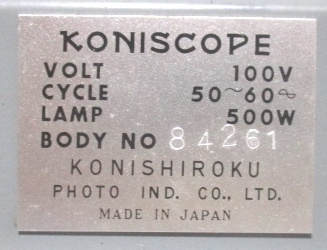 KONISCOPE
VOLT 100V
CYCLE 50~60∾
LAMP 500W
BODY NO 84261
KONISHIROKU
PHOTO IND. CO., LTD.
MADE IN JAPAN